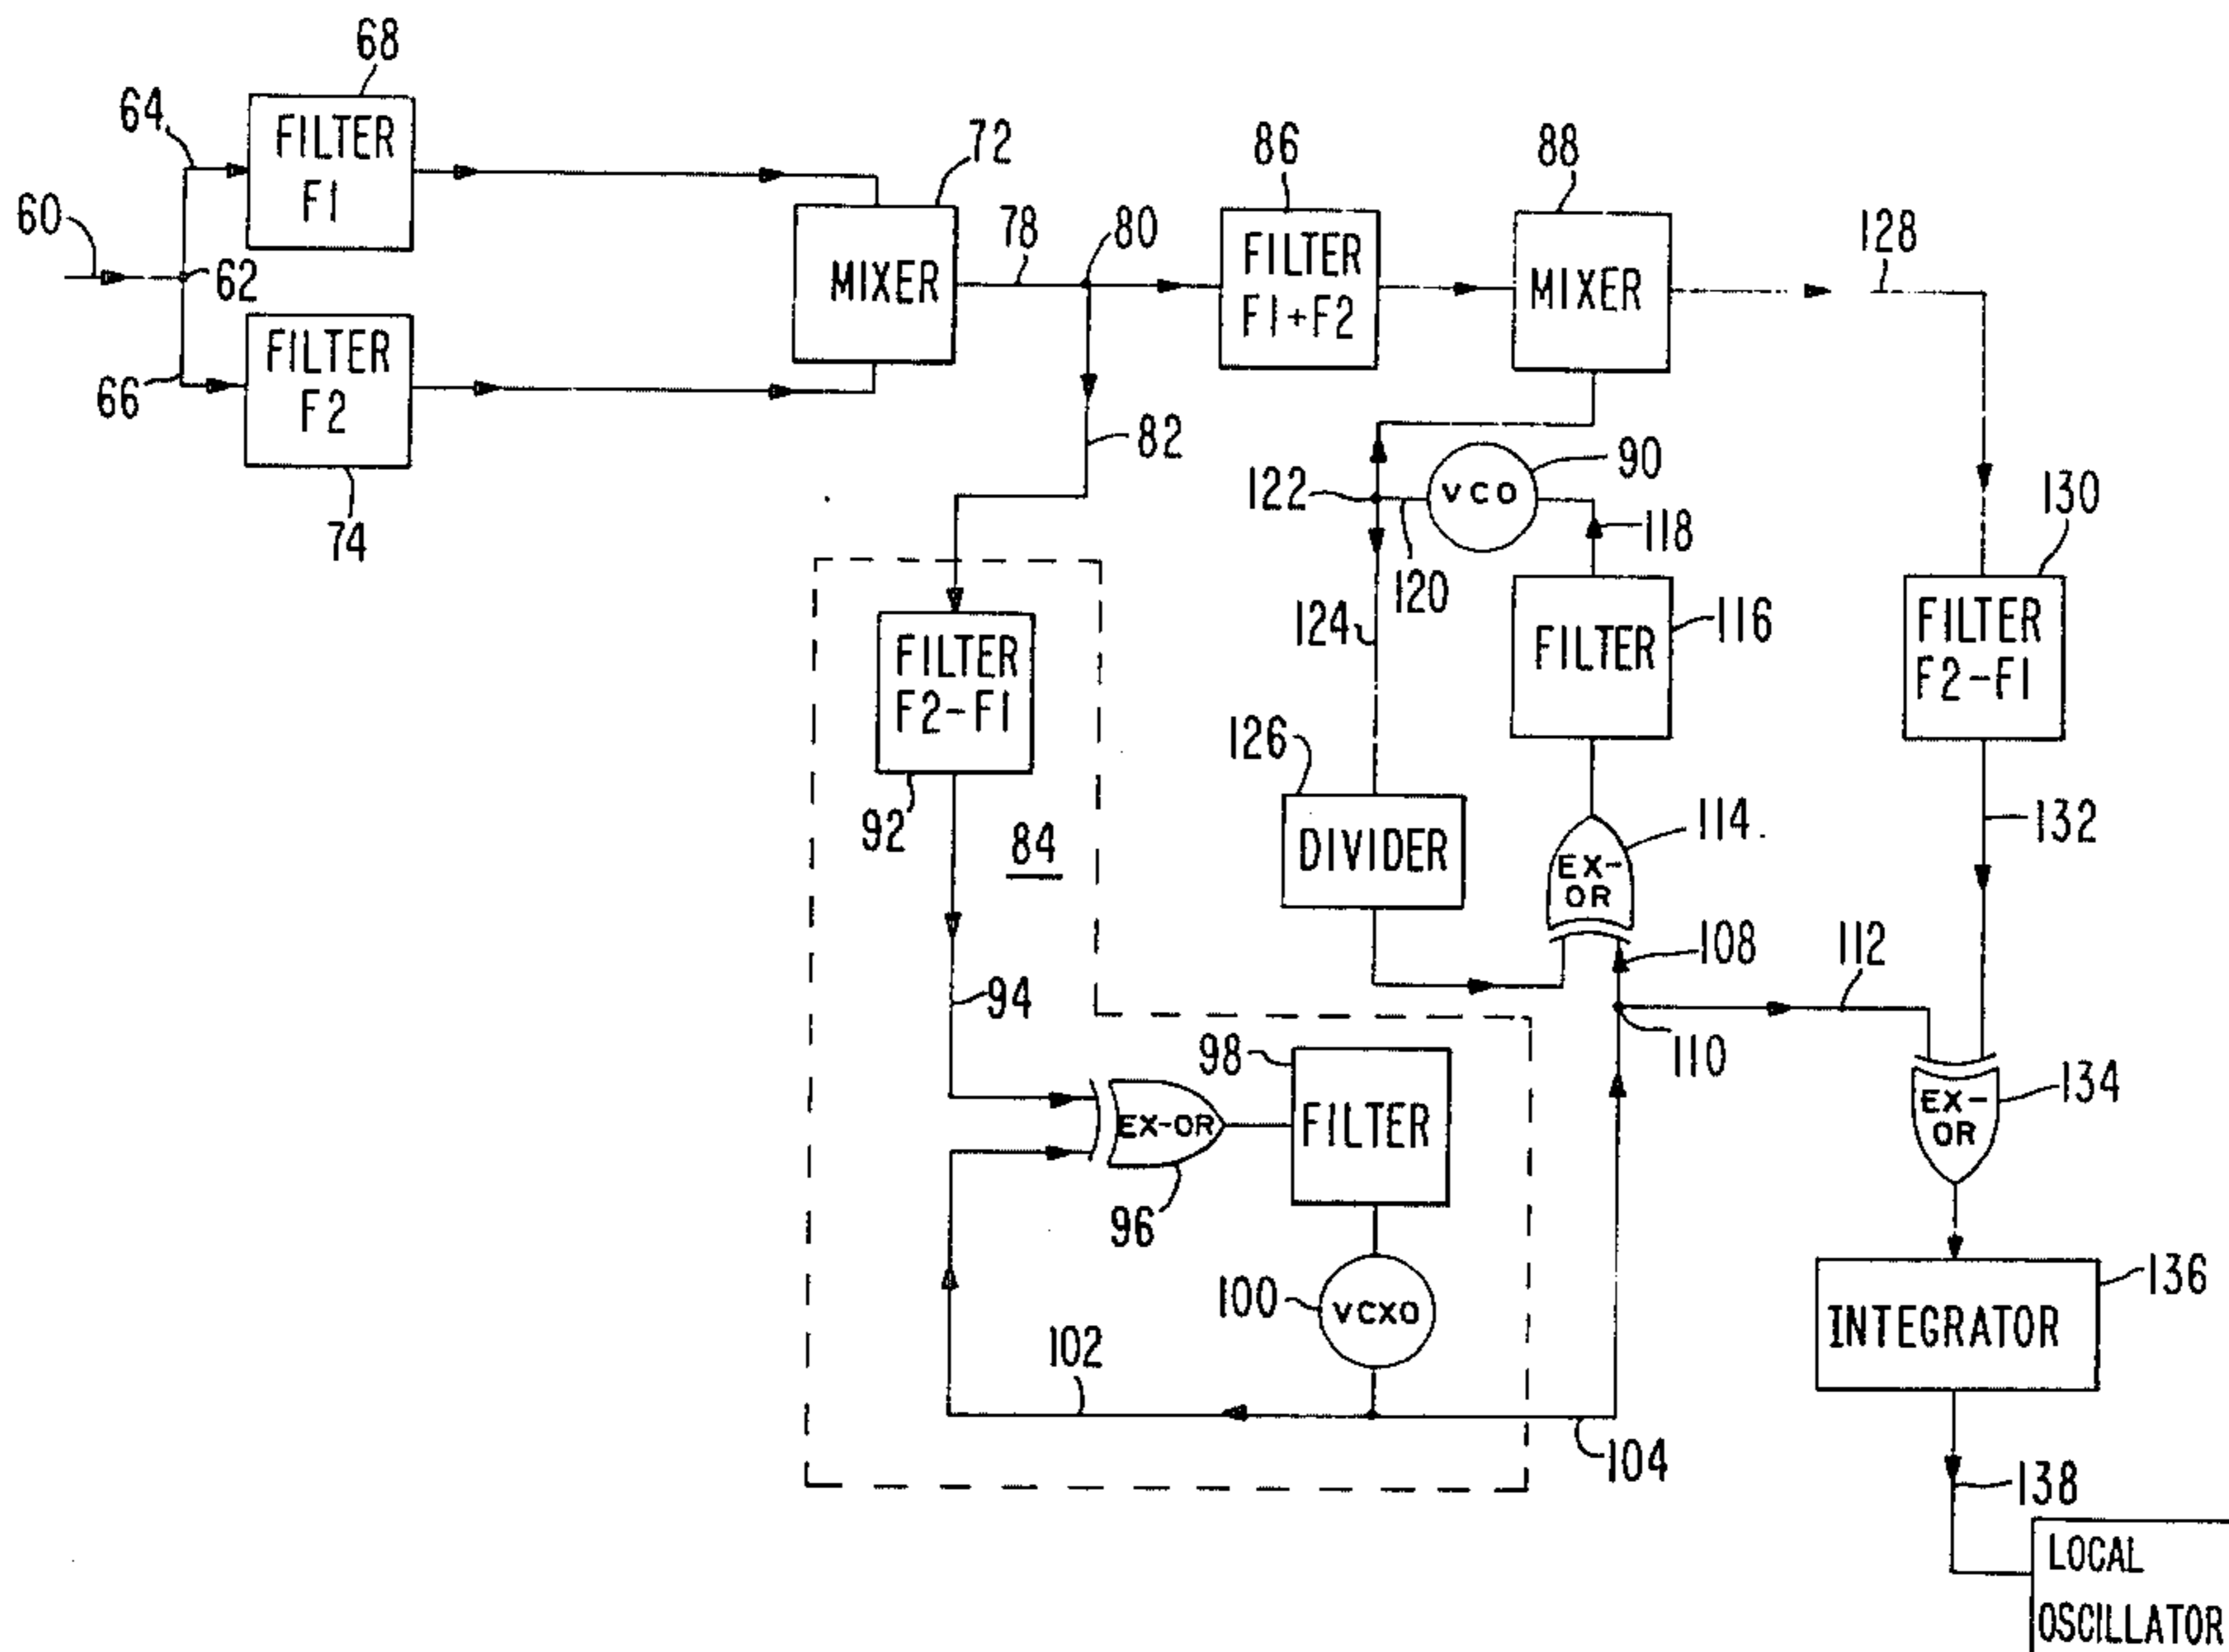 68
64
FILTER
F1
60
62
72
MIXER
78
80
86
FILTER
F1+F2
88
MIXER
128
66
FILTER
F2
74
82
122
VCO
90
118
120
124
FILTER
116
130
FILTER
F2-F1
FILTER
F2-F1
92
84
126
DIVIDER
EX-
OR
114
132
94
108
112
110
98
FILTER
EX-OR
96
EX-
OR
134
100
VCXO
102
104
136
INTEGRATOR
138
LOCAL
OSCILLATOR